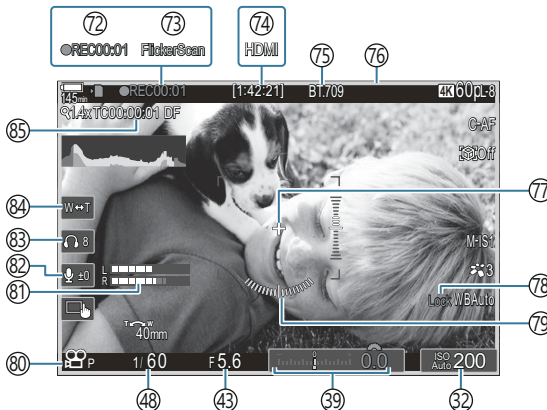 72 73 74
●REC00:01 FlickerScan HDMI
75 76
145min ●REC00:01 [1:42:21] BT.709 4K 60p L-8
1.4xTC00:00:01 DF
85
C-AF
Off
77
84 W↔T
83 8
M-IS1
82 ±0
L
R
81
3
78
Lock WBAuto
79
T W
40mm
80 P 1/60 F5.6 0 0.0 ISO Auto 200
48 43 39 32